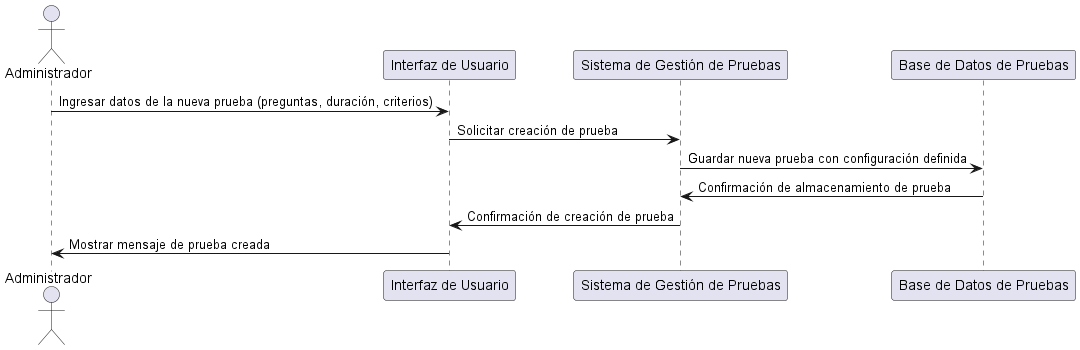 Administrador
Interfaz de Usuario
Sistema de Gestión de Pruebas
Base de Datos de Pruebas
Ingresar datos de la nueva prueba (preguntas, duración, criterios)
Solicitar creación de prueba
Guardar nueva prueba con configuración definida
Confirmación de almacenamiento de prueba
Confirmación de creación de prueba
Mostrar mensaje de prueba creada
Administrador
Interfaz de Usuario
Sistema de Gestión de Pruebas
Base de Datos de Pruebas